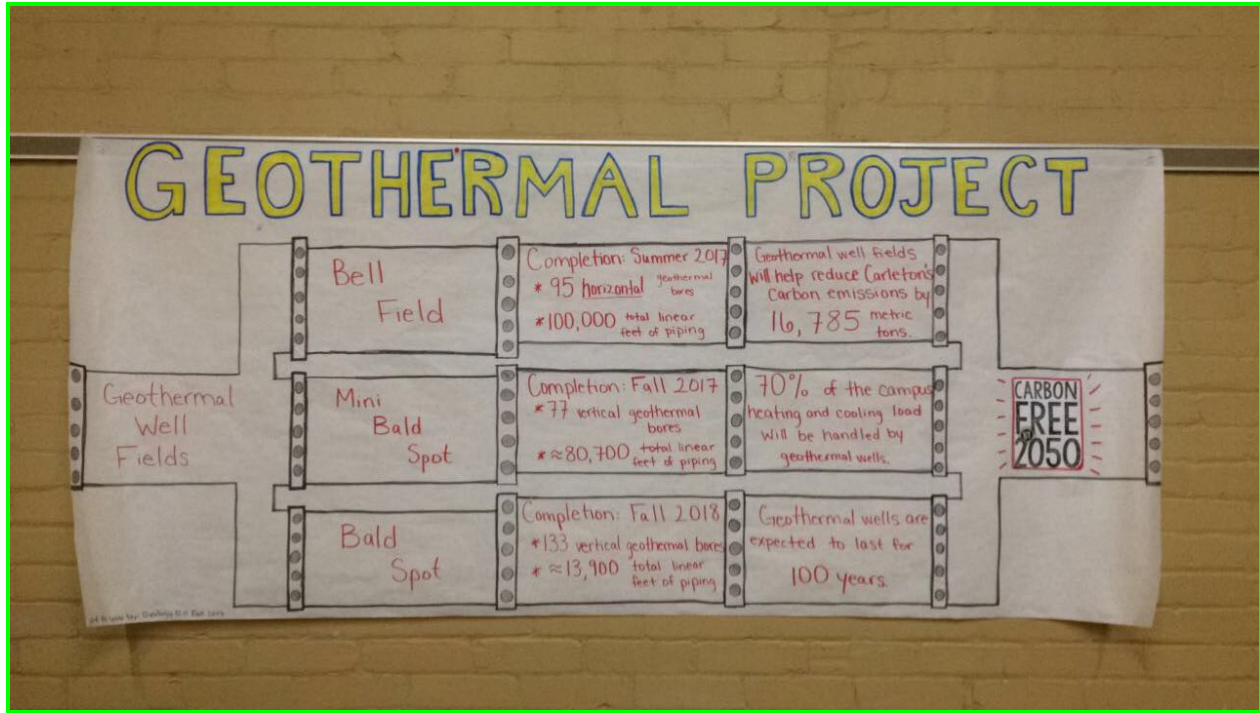 GEOTHERMAL PROJECT
Geothermal
Well
Fields
Bell
Field
Completion: Summer 2017
* 95 horizontal geothermal
bores
*100,000 total linear
feet of piping
Geothermal well fields
will help reduce Carleton's
Carbon emissions by
16,785 metric
tons.
Mini
Bald
Spot
Completion: Fall 2017
*77 vertical geothermal
bores
* ≈80,700 total linear
feet of piping
70% of the campus
heating and cooling load
will be handled by
geothermal wells.
Bald
Spot
Completion: Fall 2018
*133 vertical geothermal bores
* ≈13,900 total linear
feet of piping
Geothermal wells are
expected to last for
100 years.
CARBON
FREE
BY
2050